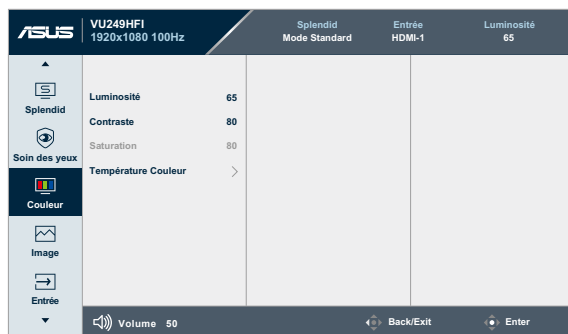 ASUS
VU249HFI
1920x1080 100Hz
Splendid
Mode Standard
Entrée
HDMI-1
Luminosité
65
Splendid
Soin des yeux
Couleur
Image
Entrée
Luminosité 65
Contraste 80
Saturation 80
Température Couleur
Volume 50
Back/Exit
Enter